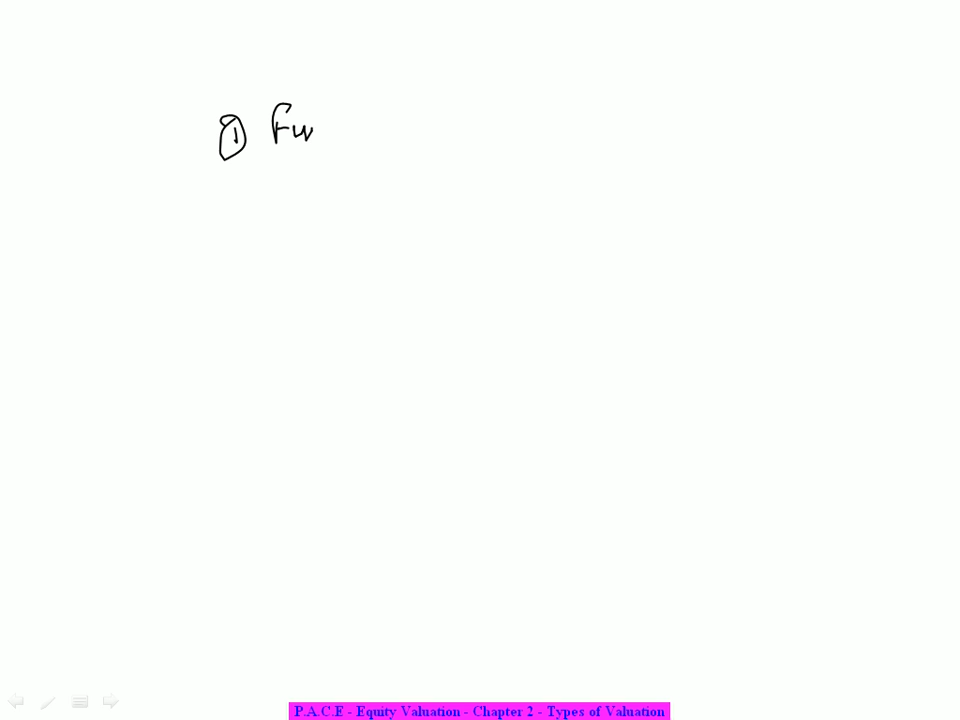 ① Fu
P.A.C.E - Equity Valuation - Chapter 2 - Types of Valuation